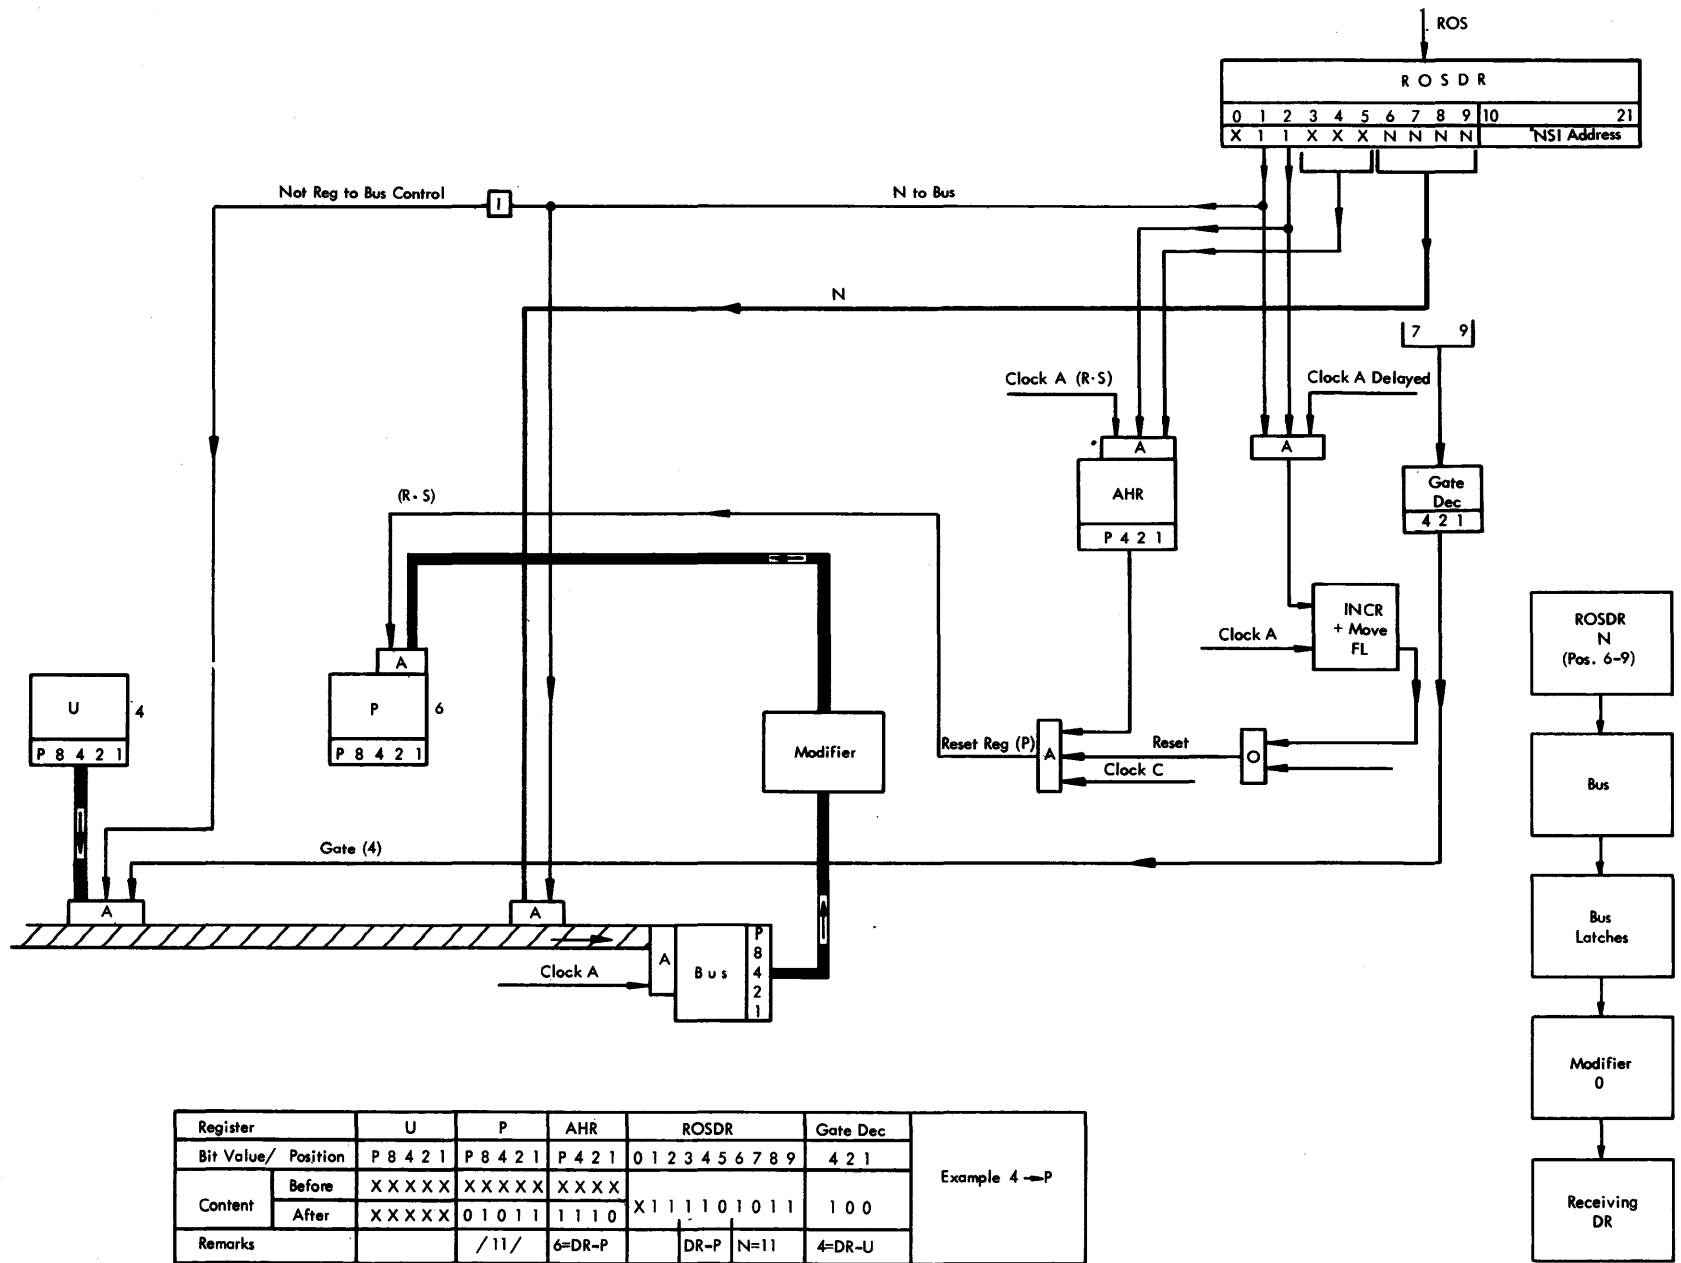 ROS
R O S D R
0 1 2 3 4 5 6 7 8 9 10 21
X 1 1 X X X N N N N NSI Address
Not Reg to Bus Control
I
N to Bus
N
7 9
Clock A (R·S)
Clock A Delayed
A
A
AHR
P 4 2 1
Gate
Dec
4 2 1
(R·S)
INCR
+ Move
FL
Clock A
ROSDR
N
(Pos. 6-9)
A
U
4
P 8 4 2 1
P
6
P 8 4 2 1
Modifier
Reset Reg (P)
A
Reset
O
Clock C
Bus
Gate (4)
A
A
Bus
Latches
A
Bus
P
8
4
2
1
Clock A
Modifier
0
Receiving
DR
Register U P AHR ROSDR Gate Dec
Bit Value/ Position P 8 4 2 1 P 8 4 2 1 P 4 2 1 0 1 2 3 4 5 6 7 8 9 4 2 1
Content
Before X X X X X X X X X X X X X X
After X X X X X 0 1 0 1 1 1 1 1 0
X 1 1 1 1 0 1 0 1 1 1 0 0
Remarks /11/ 6=DR-P DR-P N=11 4=DR-U
Example 4→P